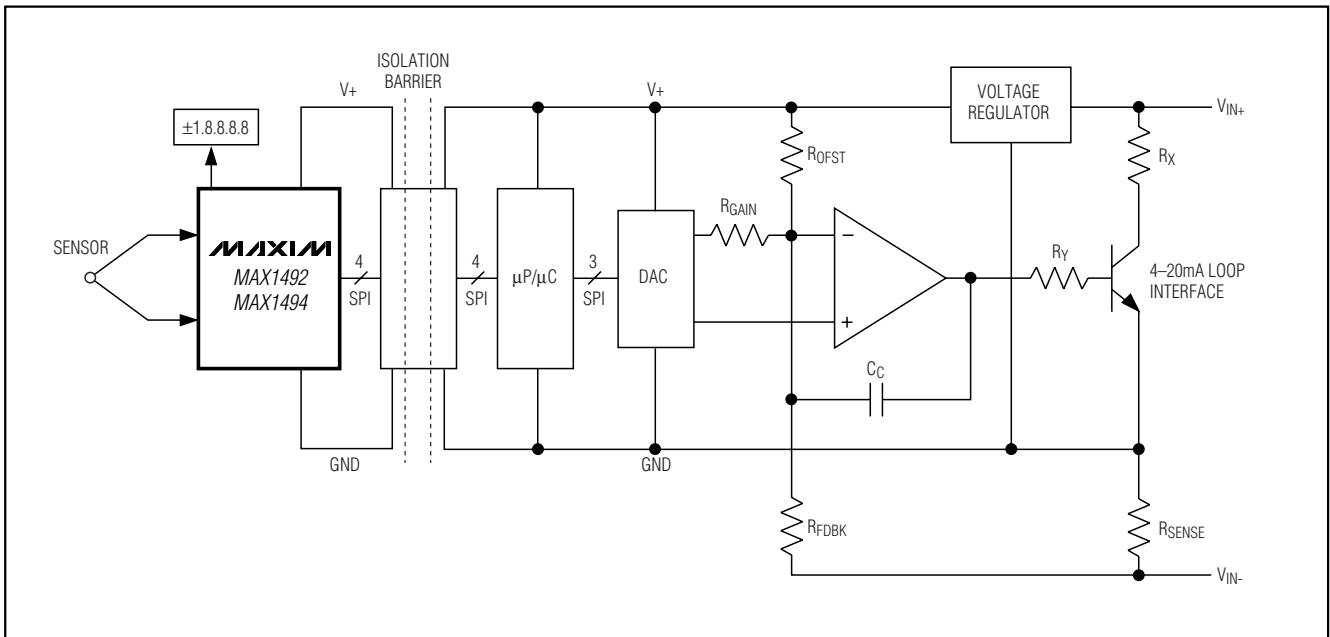 ISOLATION
BARRIER
V+
V+
VOLTAGE
REGULATOR
VIN+
±1.8.8.8.8
ROFST
RX
RGAIN
SENSOR
MAXIM
MAX1492
MAX1494
4
SPI
4
SPI
μP/μC
3
SPI
DAC
−
+
RY
4–20mA LOOP
INTERFACE
CC
GND
GND
RFDBK
RSENSE
VIN-